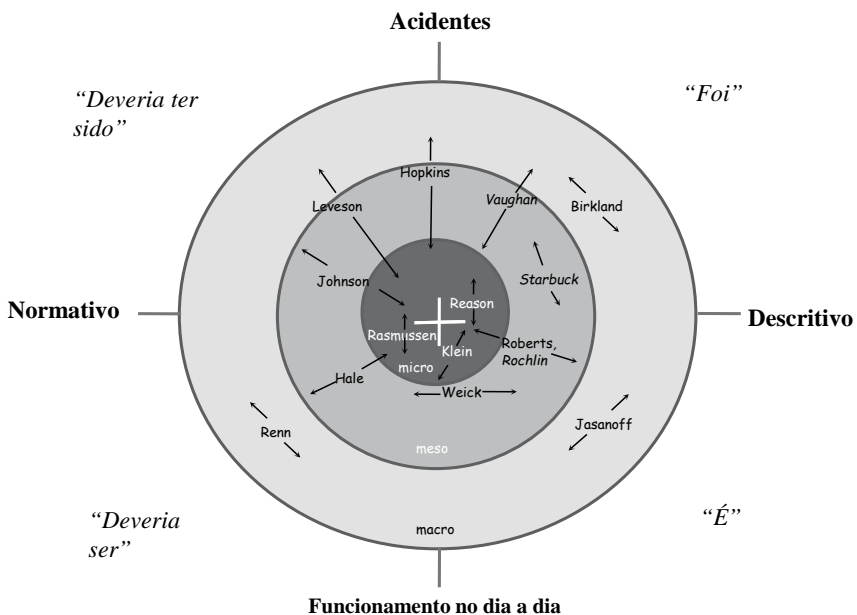 Acidentes
“Deveria ter
sido”
“Foi”
Hopkins
Leveson
Vaughan
Birkland
Johnson
Starbuck
Normativo
Reason
Descritivo
Rasmussen
Klein
Roberts,
Rochlin
micro
Hale
Weick
Renn
Jasanoff
meso
“Deveria
ser”
“É”
macro
Funcionamento no dia a dia